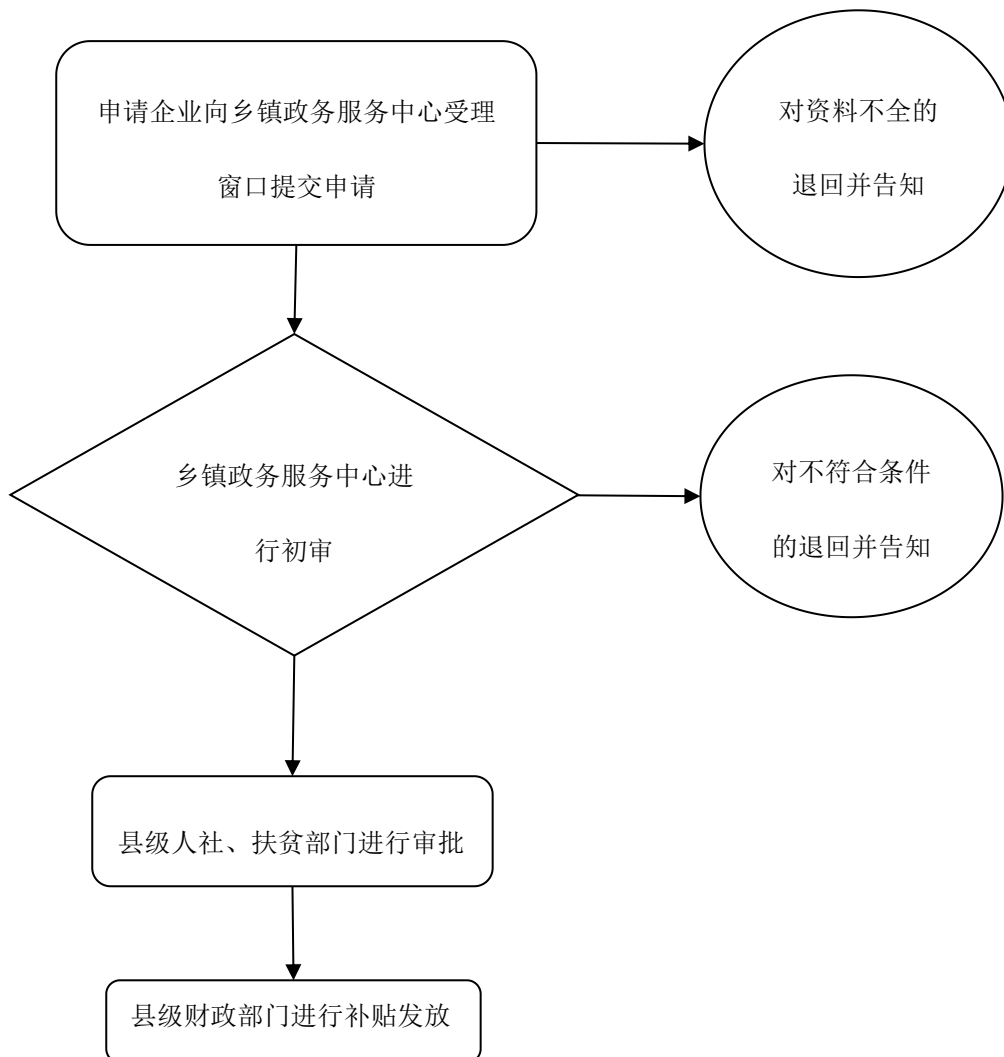 申请企业向乡镇政务服务中心受理
窗口提交申请
对资料不全的
退回并告知
乡镇政务服务中心进
行初审
对不符合条件
的退回并告知
县级人社、扶贫部门进行审批
县级财政部门进行补贴发放